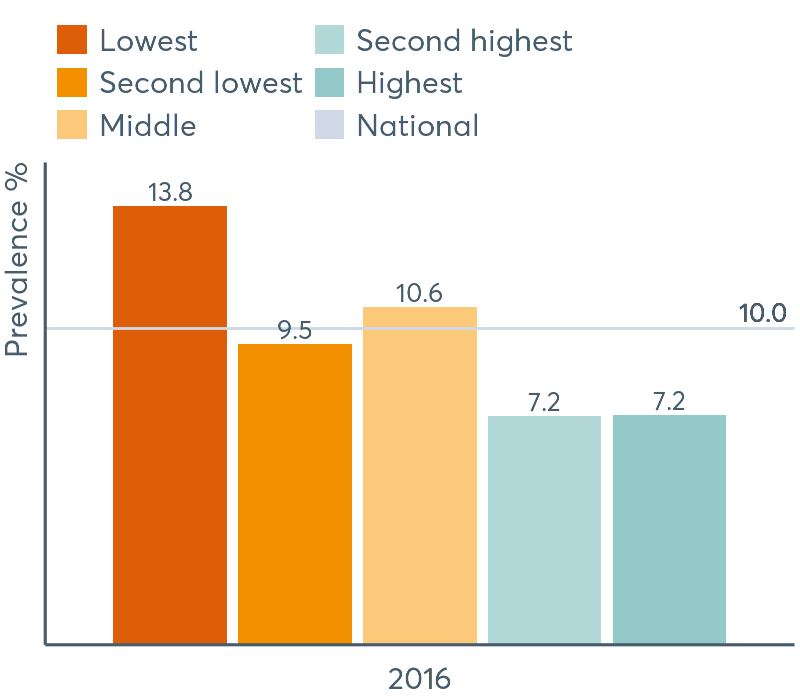 Lowest
Second lowest
Middle
Second highest
Highest
National
Prevalence %
13.8
9.5
10.6
7.2
7.2
10.0
2016